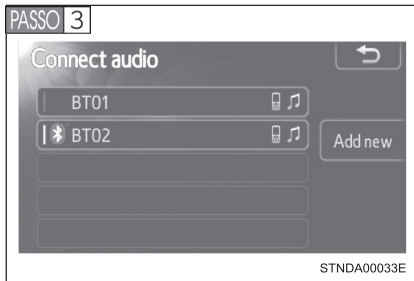 PASSO 3
Connect audio
BT01
BT02
Add new
STNDA00033E